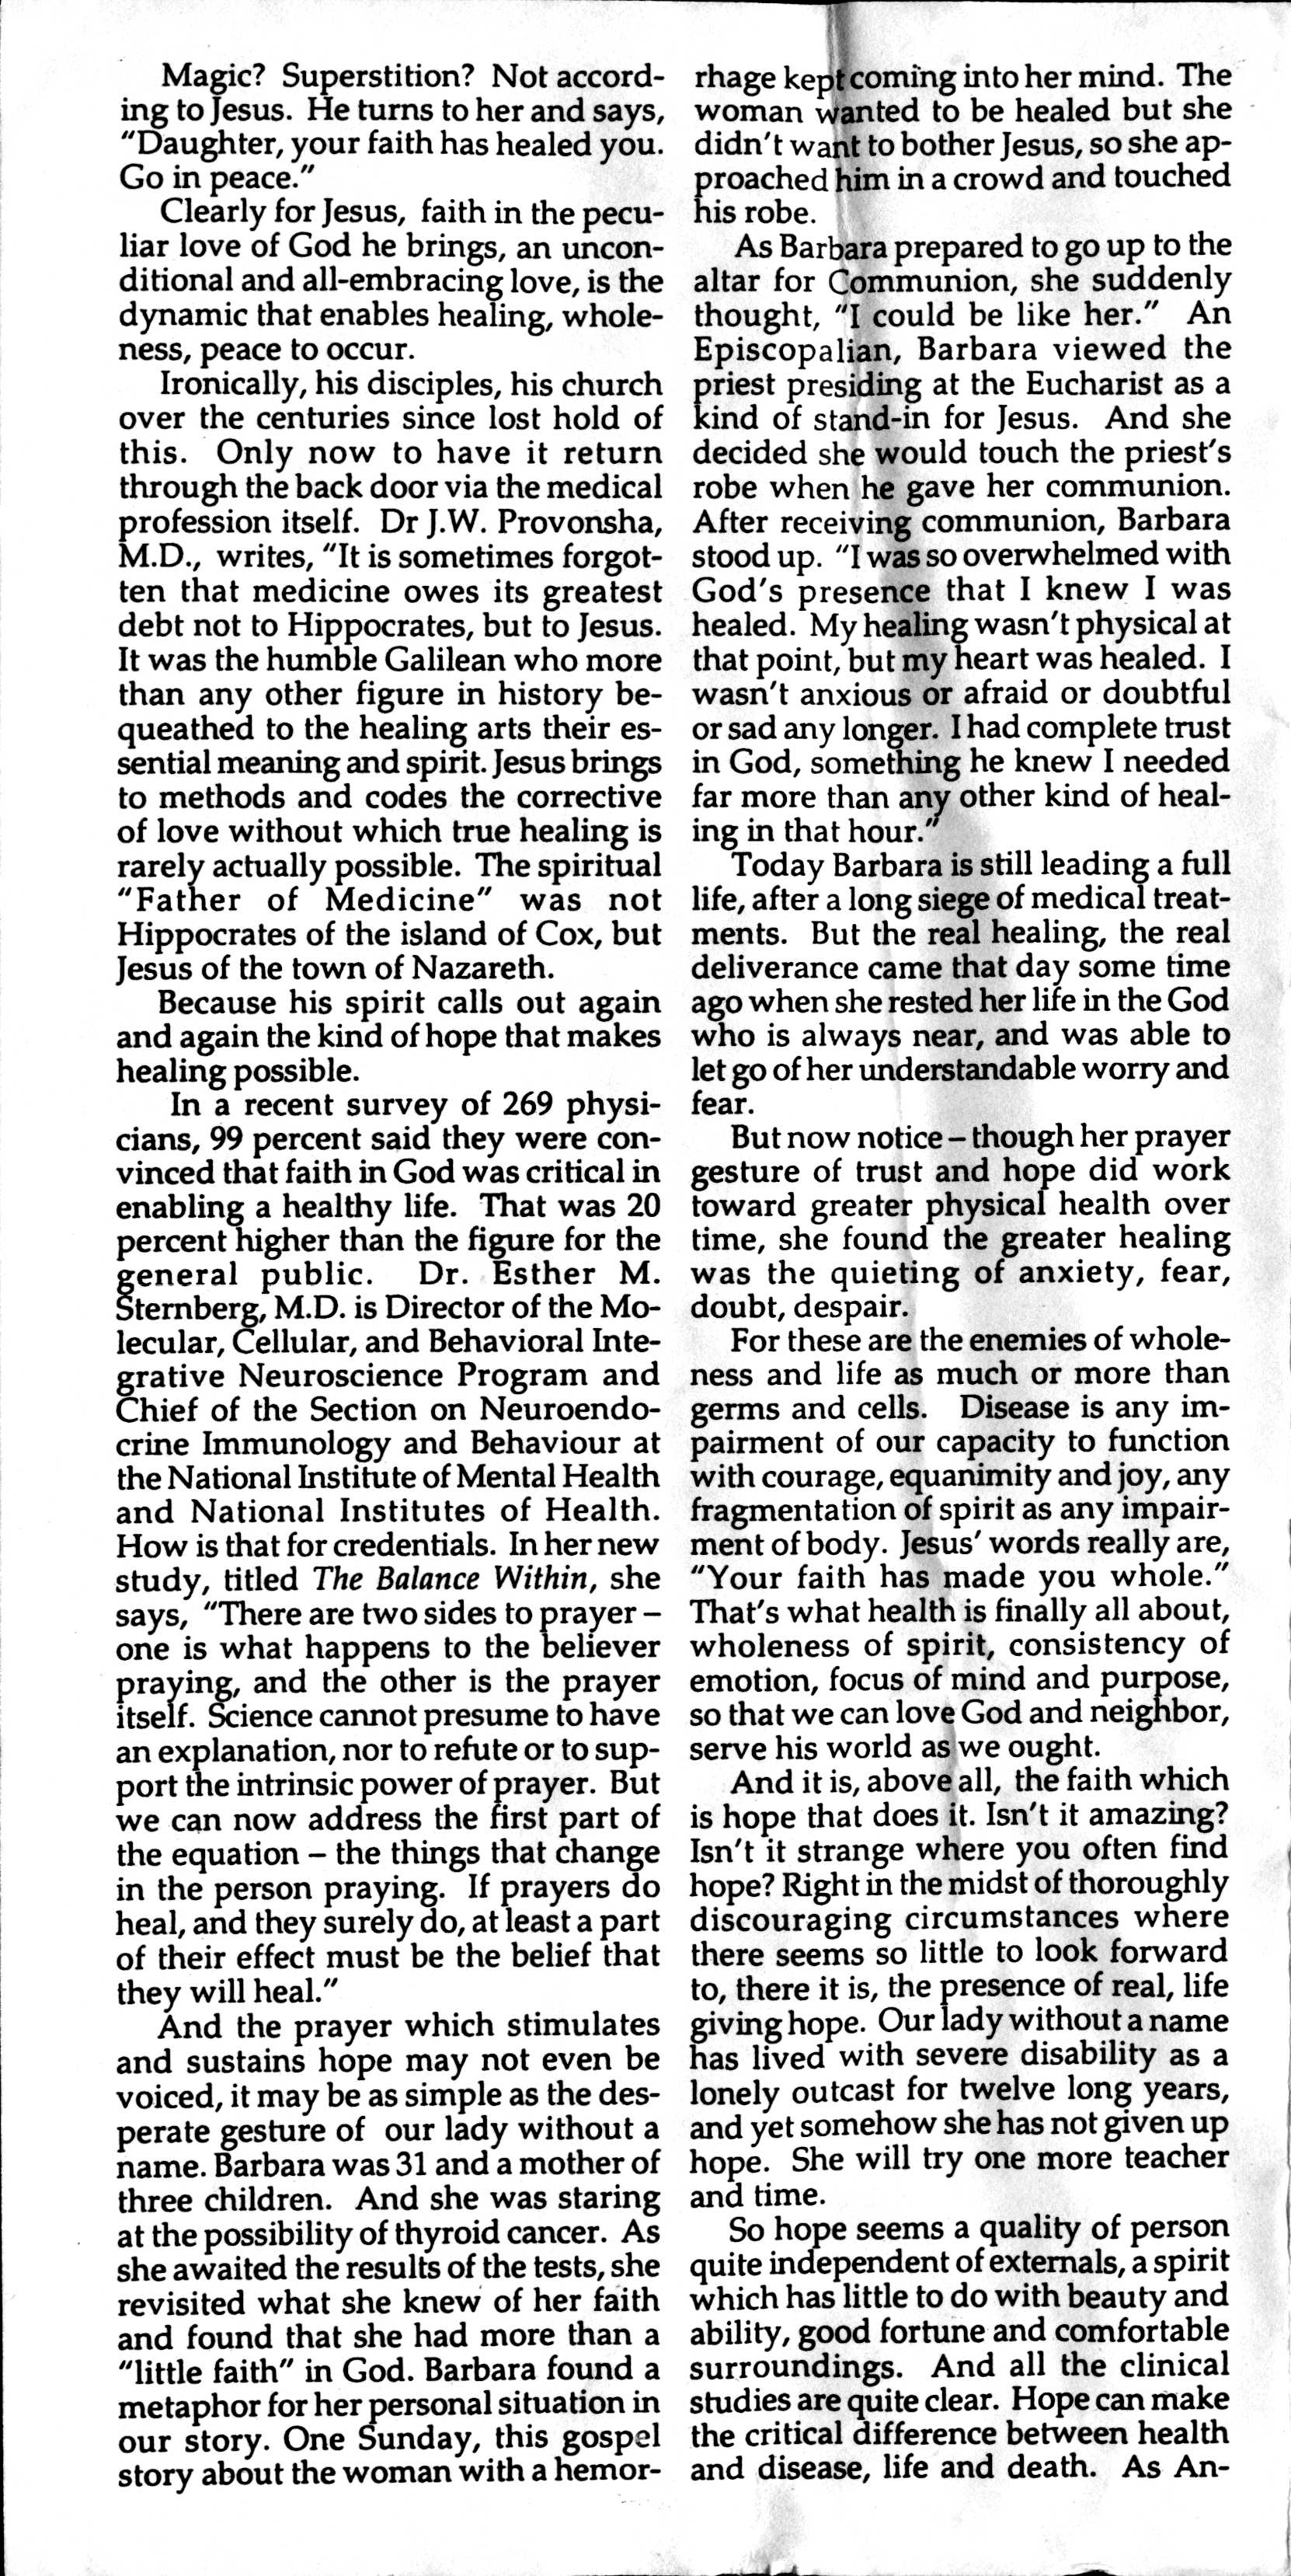 Magic? Superstition? Not accord-
ing to Jesus. He turns to her and says,
"Daughter, your faith has healed you.
Go in peace."
Clearly for Jesus, faith in the pecu-
liar love of God he brings, an uncon-
ditional and all-embracing love, is the
dynamic that enables healing, whole-
ness, peace to occur.
Ironically, his disciples, his church
over the centuries since lost hold of
this. Only now to have it return
through the back door via the medical
profession itself. Dr J.W. Provonsha,
M.D., writes, "It is sometimes forgot-
ten that medicine owes its greatest
debt not to Hippocrates, but to Jesus.
It was the humble Galilean who more
than any other figure in history be-
queathed to the healing arts their es-
sential meaning and spirit. Jesus brings
to methods and codes the corrective
of love without which true healing is
rarely actually possible. The spiritual
"Father of Medicine" was not
Hippocrates of the island of Cox, but
Jesus of the town of Nazareth.
Because his spirit calls out again
and again the kind of hope that makes
healing possible.
In a recent survey of 269 physi-
cians, 99 percent said they were con-
vinced that faith in God was critical in
enabling a healthy life. That was 20
percent higher than the figure for the
general public. Dr. Esther M.
Sternberg, M.D. is Director of the Mo-
lecular, Cellular, and Behavioral Inte-
grative Neuroscience Program and
Chief of the Section on Neuroendo-
crine Immunology and Behaviour at
the National Institute of Mental Health
and National Institutes of Health.
How is that for credentials. In her new
study, titled The Balance Within, she
says, "There are two sides to prayer –
one is what happens to the believer
praying, and the other is the prayer
itself. Science cannot presume to have
an explanation, nor to refute or to sup-
port the intrinsic power of prayer. But
we can now address the first part of
the equation – the things that change
in the person praying. If prayers do
heal, and they surely do, at least a part
of their effect must be the belief that
they will heal."
And the prayer which stimulates
and sustains hope may not even be
voiced, it may be as simple as the des-
perate gesture of our lady without a
name. Barbara was 31 and a mother of
three children. And she was staring
at the possibility of thyroid cancer. As
she awaited the results of the tests, she
revisited what she knew of her faith
and found that she had more than a
"little faith" in God. Barbara found a
metaphor for her personal situation in
our story. One Sunday, this gospel
story about the woman with a hemor-
rhage kept coming into her mind. The
woman wanted to be healed but she
didn't want to bother Jesus, so she ap-
proached him in a crowd and touched
his robe.
As Barbara prepared to go up to the
altar for Communion, she suddenly
thought, "I could be like her." An
Episcopalian, Barbara viewed the
priest presiding at the Eucharist as a
kind of stand-in for Jesus. And she
decided she would touch the priest's
robe when he gave her communion.
After receiving communion, Barbara
stood up. "I was so overwhelmed with
God's presence that I knew I was
healed. My healing wasn't physical at
that point, but my heart was healed. I
wasn't anxious or afraid or doubtful
or sad any longer. I had complete trust
in God, something he knew I needed
far more than any other kind of heal-
ing in that hour."
Today Barbara is still leading a full
life, after a long siege of medical treat-
ments. But the real healing, the real
deliverance came that day some time
ago when she rested her life in the God
who is always near, and was able to
let go of her understandable worry and
fear.
But now notice – though her prayer
gesture of trust and hope did work
toward greater physical health over
time, she found the greater healing
was the quieting of anxiety, fear,
doubt, despair.
For these are the enemies of whole-
ness and life as much or more than
germs and cells. Disease is any im-
pairment of our capacity to function
with courage, equanimity and joy, any
fragmentation of spirit as any impair-
ment of body. Jesus' words really are,
"Your faith has made you whole."
That's what health is finally all about,
wholeness of spirit, consistency of
emotion, focus of mind and purpose,
so that we can love God and neighbor,
serve his world as we ought.
And it is, above all, the faith which
is hope that does it. Isn't it amazing?
Isn't it strange where you often find
hope? Right in the midst of thoroughly
discouraging circumstances where
there seems so little to look forward
to, there it is, the presence of real, life
giving hope. Our lady without a name
has lived with severe disability as a
lonely outcast for twelve long years,
and yet somehow she has not given up
hope. She will try one more teacher
and time.
So hope seems a quality of person
quite independent of externals, a spirit
which has little to do with beauty and
ability, good fortune and comfortable
surroundings. And all the clinical
studies are quite clear. Hope can make
the critical difference between health
and disease, life and death. As An-